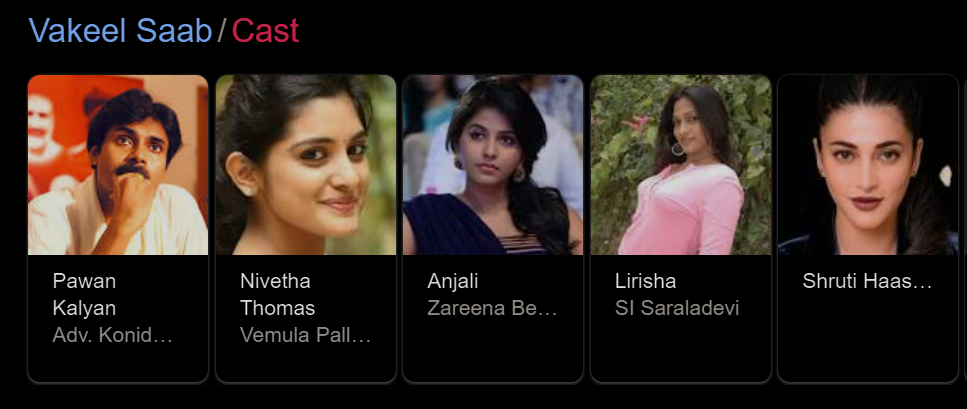 Vakeel Saab / Cast
Pawan
Kalyan
Adv. Konid…
Nivetha
Thomas
Vemula Pall…
Anjali
Zareena Be…
Lirisha
SI Saraladevi
Shruti Haas…